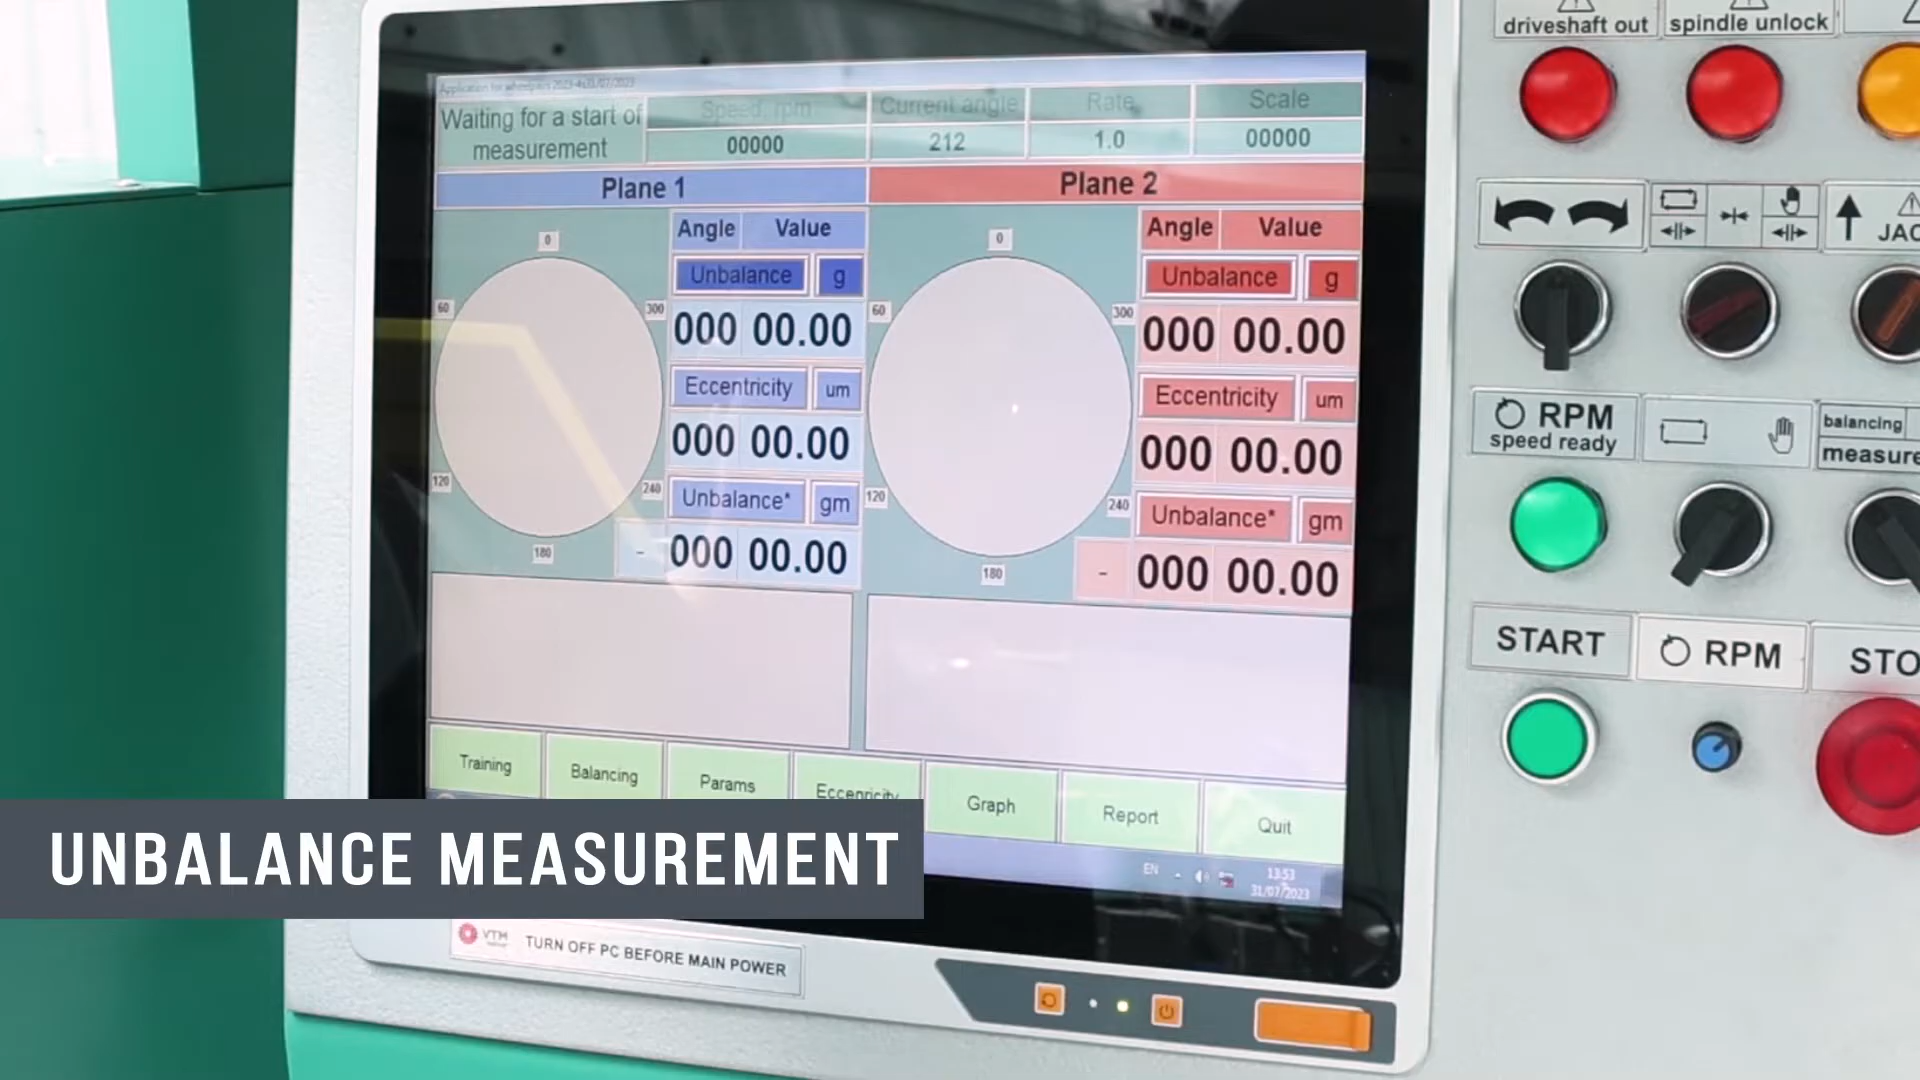 driveshaft out
spindle unlock
Application for wheelpairs 2023-4
Waiting for a start of
measurement
Speed, rpm
Current angle
Rate
Scale
00000
212
1.0
00000
Plane 1
Plane 2
Angle
Value
Angle
Value
0
60
300
120
240
180
Unbalance
g
000 00.00
Eccentricity
um
000 00.00
Unbalance*
gm
-
000 00.00
0
60
300
120
240
180
Unbalance
g
000 00.00
Eccentricity
um
000 00.00
Unbalance*
gm
-
000 00.00
Training
Balancing
Params
Eccenricity
Graph
Report
Quit
EN
13:53
31/07/2023
UNBALANCE MEASUREMENT
VTM
TURN OFF PC BEFORE MAIN POWER
JAC
RPM
speed ready
balancing
measure
START
RPM
STO